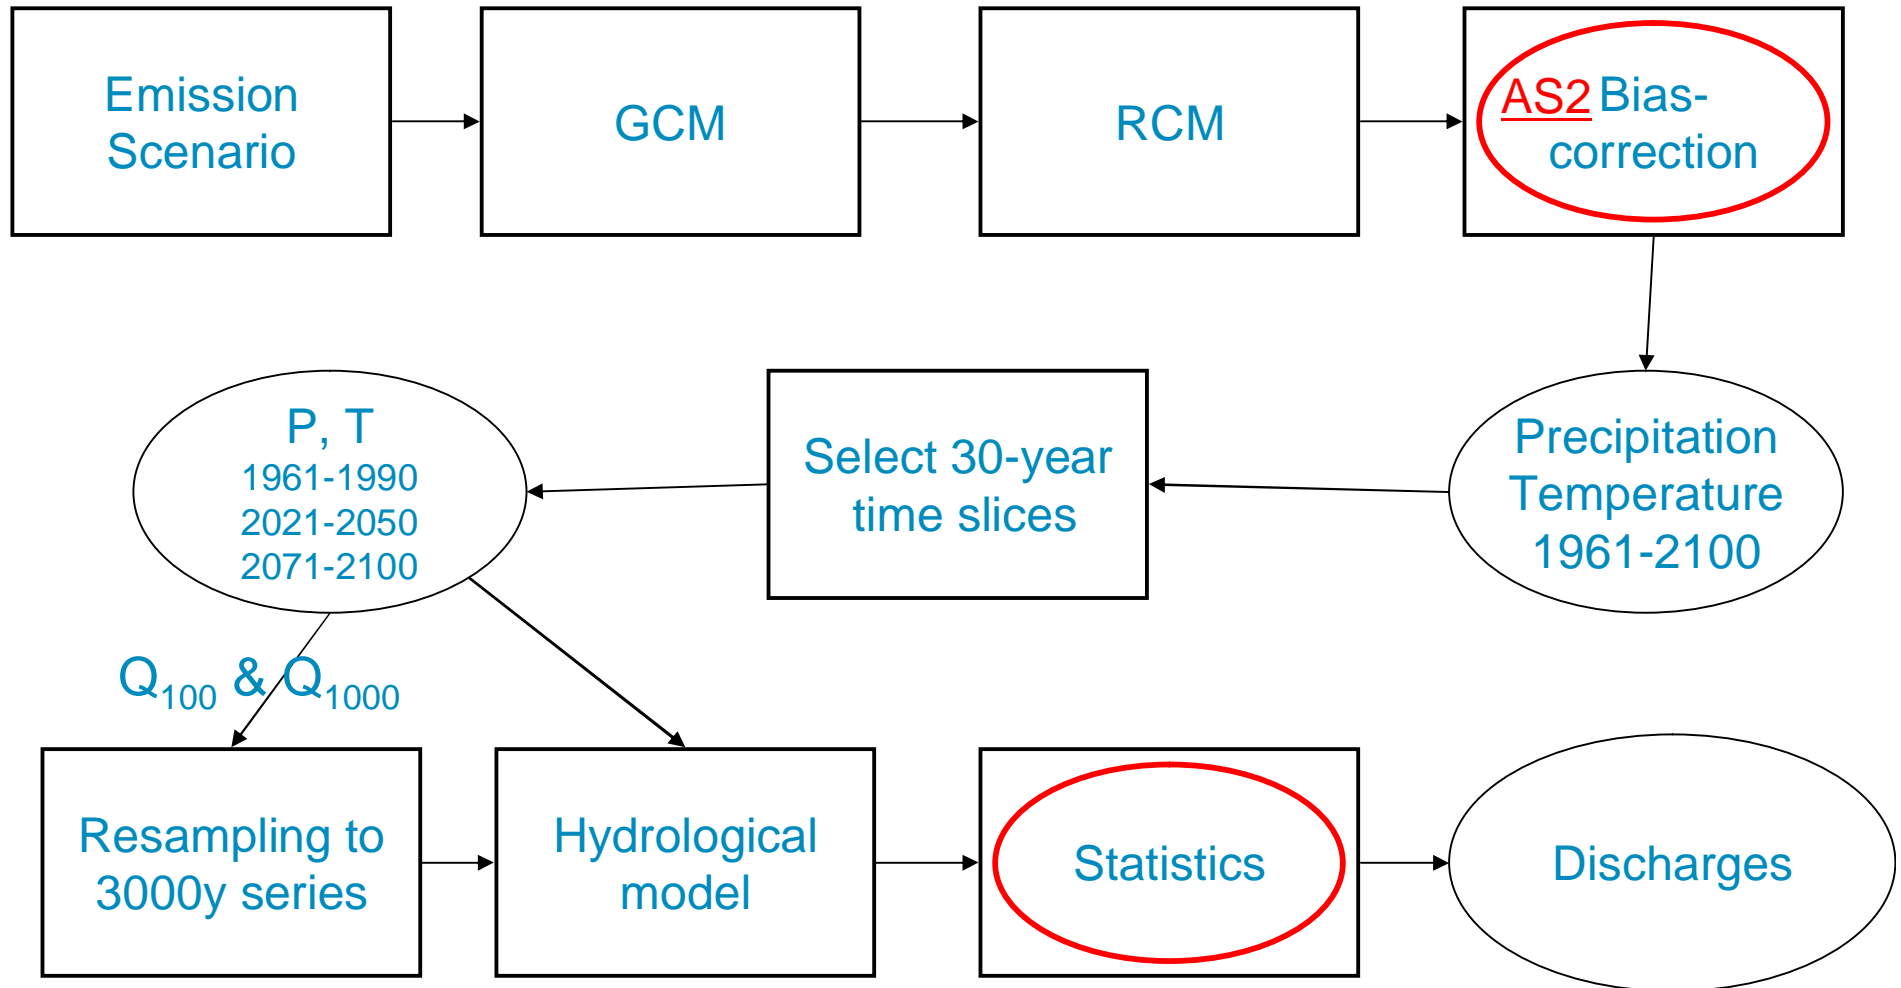 Emission
Scenario
GCM
RCM
AS2 Bias-
correction
P, T
1961-1990
2021-2050
2071-2100
Select 30-year
time slices
Precipitation
Temperature
1961-2100
Q100 & Q1000
Resampling to
3000y series
Hydrological
model
Statistics
Discharges